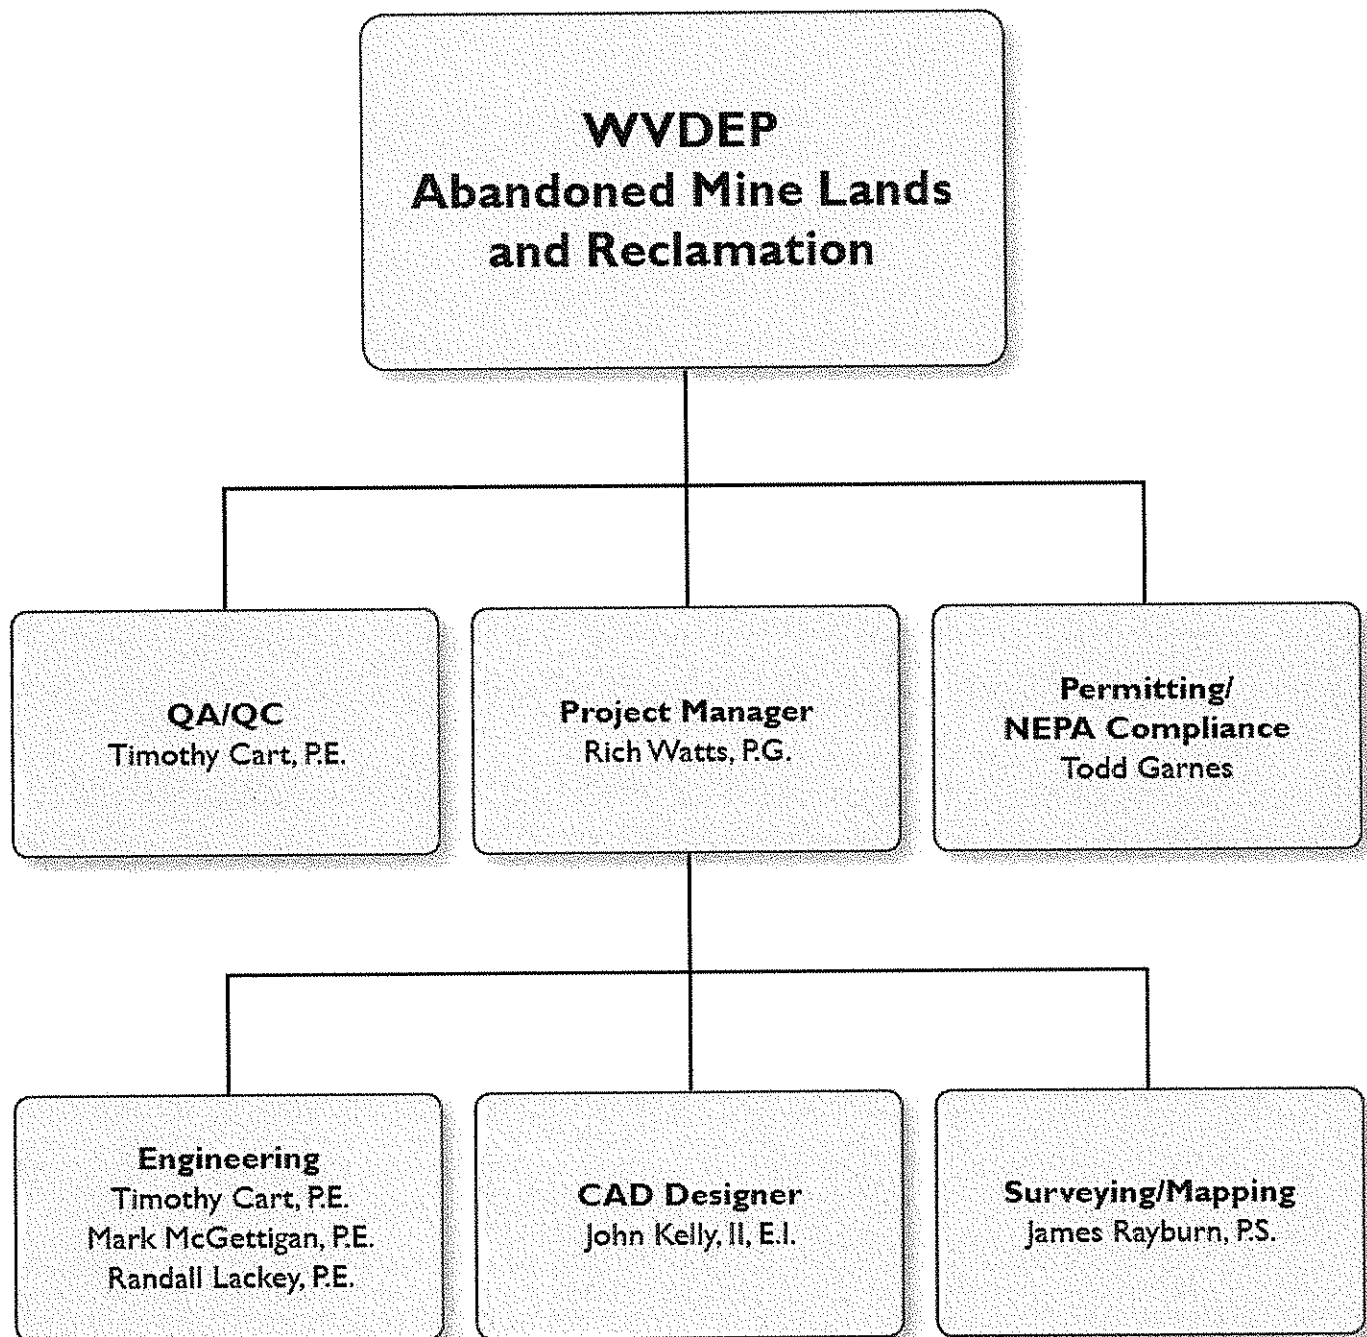 WVDEP
Abandoned Mine Lands
and Reclamation
QA/QC
Timothy Cart, P.E.
Project Manager
Rich Watts, P.G.
Permitting/
NEPA Compliance
Todd Garnes
Engineering
Timothy Cart, P.E.
Mark McGettigan, P.E.
Randall Lackey, P.E.
CAD Designer
John Kelly, II, E.I.
Surveying/Mapping
James Rayburn, P.S.